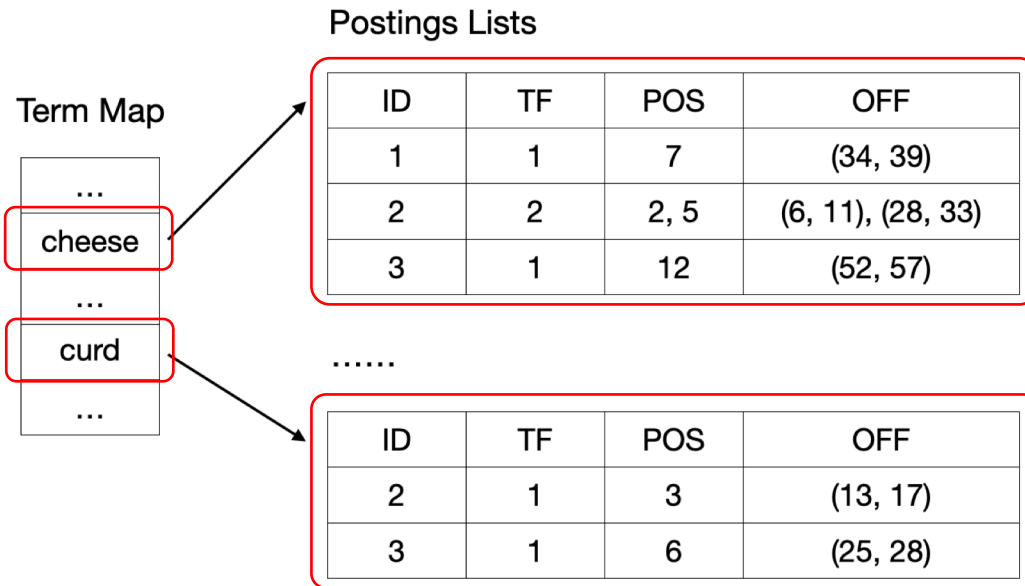 Postings Lists
Term Map
...
cheese
...
curd
...
ID TF POS OFF
1 1 7 (34, 39)
2 2 2, 5 (6, 11), (28, 33)
3 1 12 (52, 57)
......
ID TF POS OFF
2 1 3 (13, 17)
3 1 6 (25, 28)